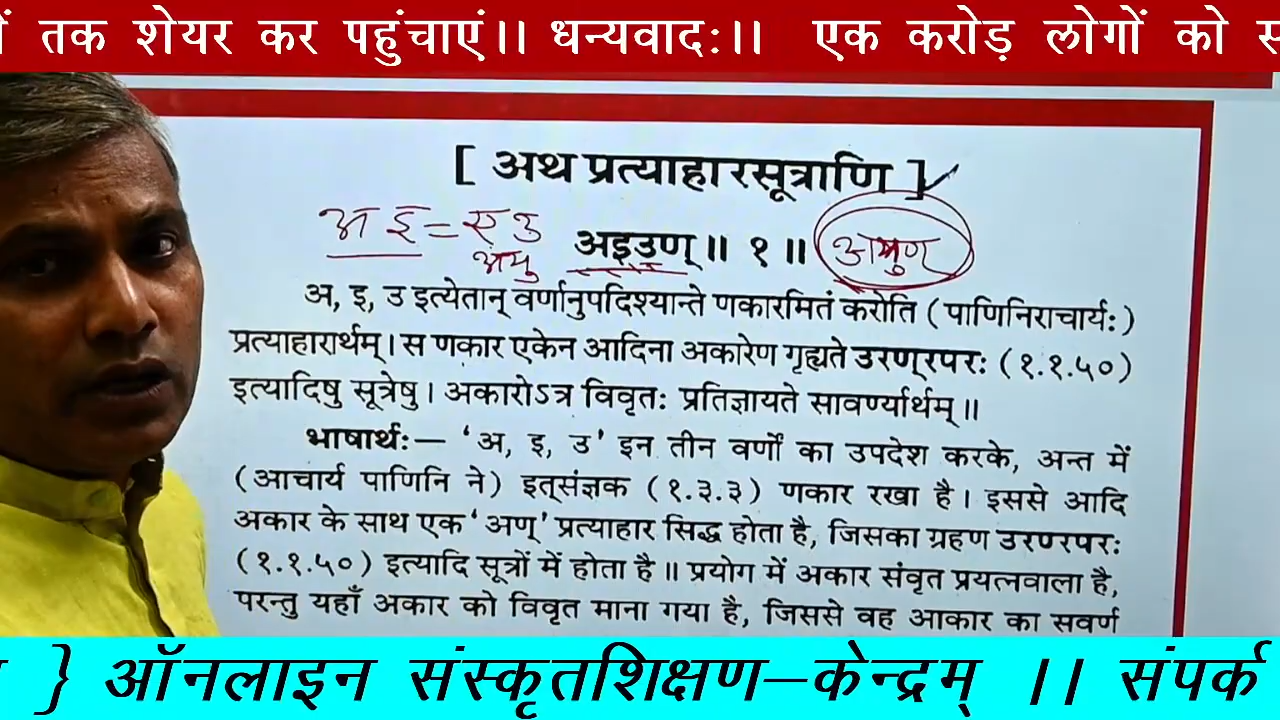 ों तक शेयर कर पहुंचाएं।। धन्यवादः।। एक करोड़ लोगों को स
[ अथ प्रत्याहारसूत्राणि ]
अ इ = ए उ
अइउण् ॥ १ ॥
अ, इ, उ इत्येतान् वर्णानुपदिश्यान्ते णकारमितं करोति ( पाणिनिराचार्यः )
प्रत्याहारार्थम् । स णकार एकेन आदिना अकारेण गृह्यते उरण्रपरः (१.१.५०)
इत्यादिषु सूत्रेषु । अकारोऽत्र विवृतः प्रतिज्ञायते सावर्ण्यार्थम् ॥
भाषार्थः— 'अ, इ, उ' इन तीन वर्णों का उपदेश करके, अन्त में
(आचार्य पाणिनि ने) इत्संज्ञक (१.३.३) णकार रखा है। इससे आदि
अकार के साथ एक 'अण्' प्रत्याहार सिद्ध होता है, जिसका ग्रहण उरण्रपरः
(१.१.५०) इत्यादि सूत्रों में होता है ॥ प्रयोग में अकार संवृत प्रयत्नवाला है,
परन्तु यहाँ अकार को विवृत माना गया है, जिससे वह आकार का सवर्ण
} ऑनलाइन संस्कृतशिक्षण–केन्द्रम् ।। संपर्क